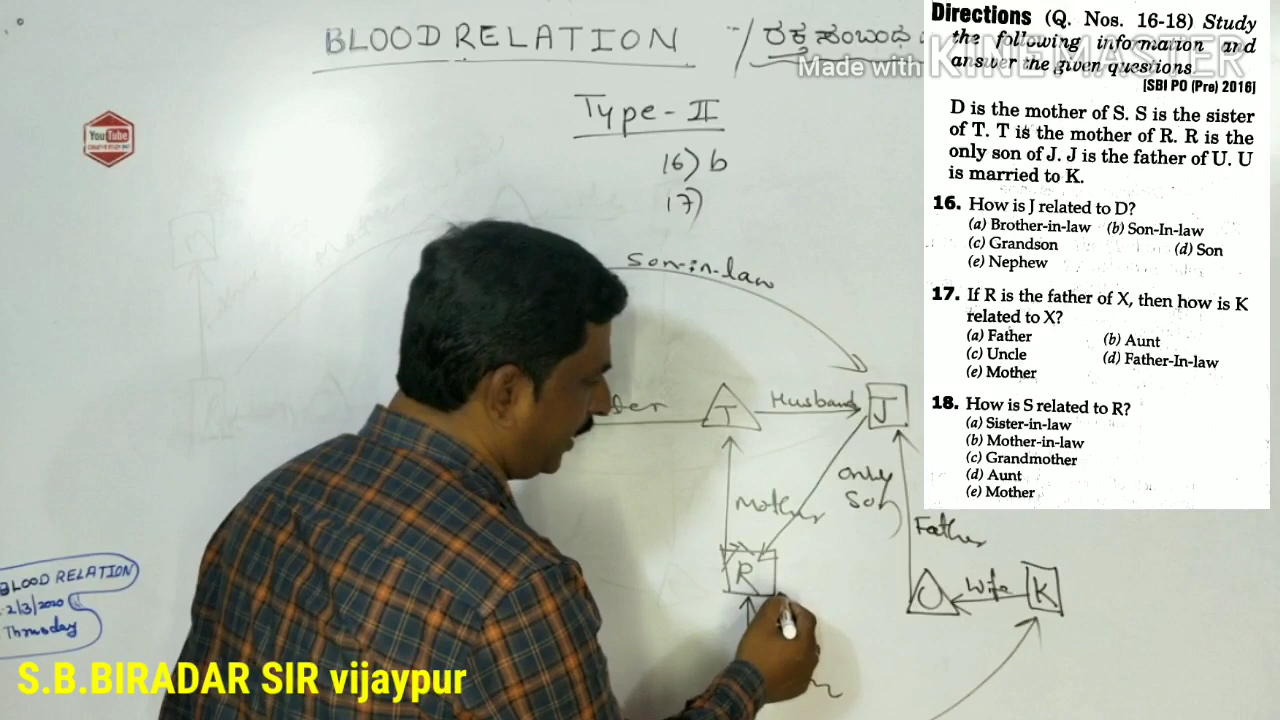 BLOOD RELATION -/ ರಕ್ತ ಸಂಬಂಧ
Made with KINEMASTER
Type-II
16) b
17)
YouTube
Son-in-law
T
Husband
J
Mother
only
Son
Father
R
U
Wife
K
BLOOD RELATION
2/3/2020
Thursday
S.B.BIRADAR SIR vijaypur
Directions (Q. Nos. 16-18) Study
the following information and
answer the given questions.
[SBI PO (Pre) 2016]
D is the mother of S. S is the sister
of T. T is the mother of R. R is the
only son of J. J is the father of U. U
is married to K.
16. How is J related to D?
(a) Brother-in-law (b) Son-In-law
(c) Grandson (d) Son
(e) Nephew
17. If R is the father of X, then how is K
related to X?
(a) Father (b) Aunt
(c) Uncle (d) Father-In-law
(e) Mother
18. How is S related to R?
(a) Sister-in-law
(b) Mother-in-law
(c) Grandmother
(d) Aunt
(e) Mother